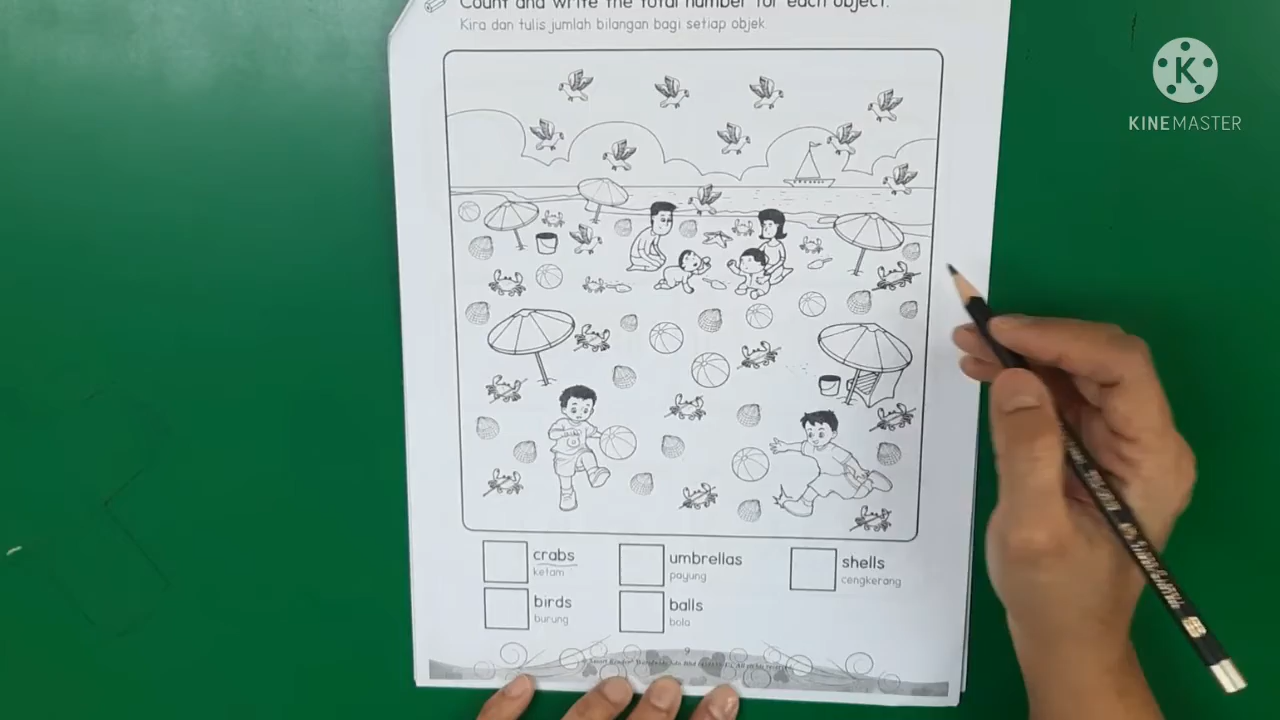 Count and write the total number for each object.
Kira dan tulis jumlah bilangan bagi setiap objek.
KINEMASTER
crabs
ketam
umbrellas
payung
shells
cengkerang
birds
burung
balls
bola
9